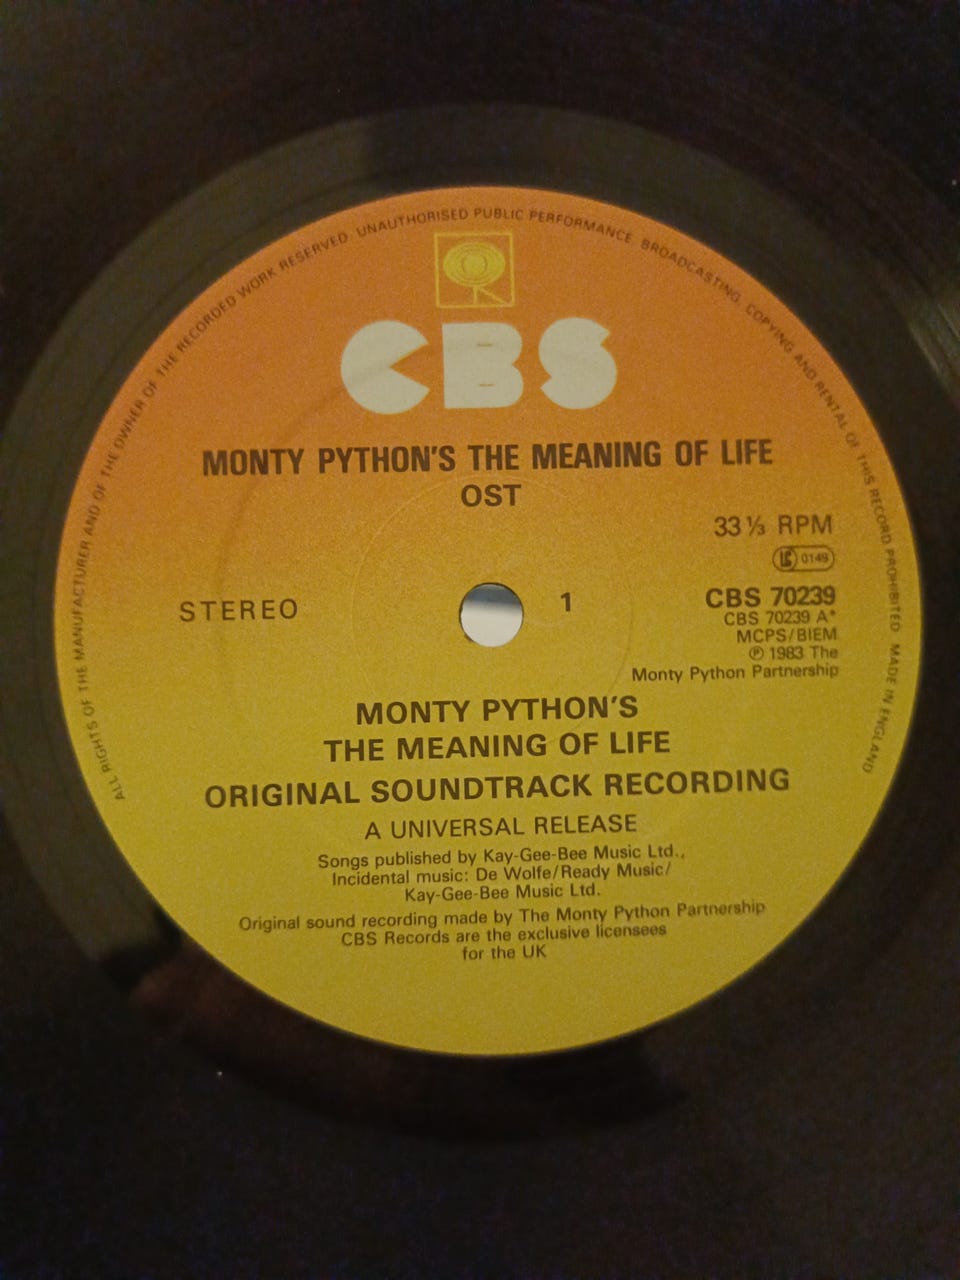 ALL RIGHTS OF THE MANUFACTURER AND OF THE OWNER OF THE RECORDED WORK RESERVED. UNAUTHORISED PUBLIC PERFORMANCE. BROADCASTING. COPYING AND RENTAL OF THIS RECORD PROHIBITED MADE IN ENGLAND
CBS
MONTY PYTHON'S THE MEANING OF LIFE
OST
33⅓ RPM
LC 0149
STEREO
1
CBS 70239
CBS 70239 A*
MCPS/BIEM
℗ 1983 The
Monty Python Partnership
MONTY PYTHON'S
THE MEANING OF LIFE
ORIGINAL SOUNDTRACK RECORDING
A UNIVERSAL RELEASE
Songs published by Kay-Gee-Bee Music Ltd.,
Incidental music: De Wolfe/Ready Music/
Kay-Gee-Bee Music Ltd.
Original sound recording made by The Monty Python Partnership
CBS Records are the exclusive licensees
for the UK